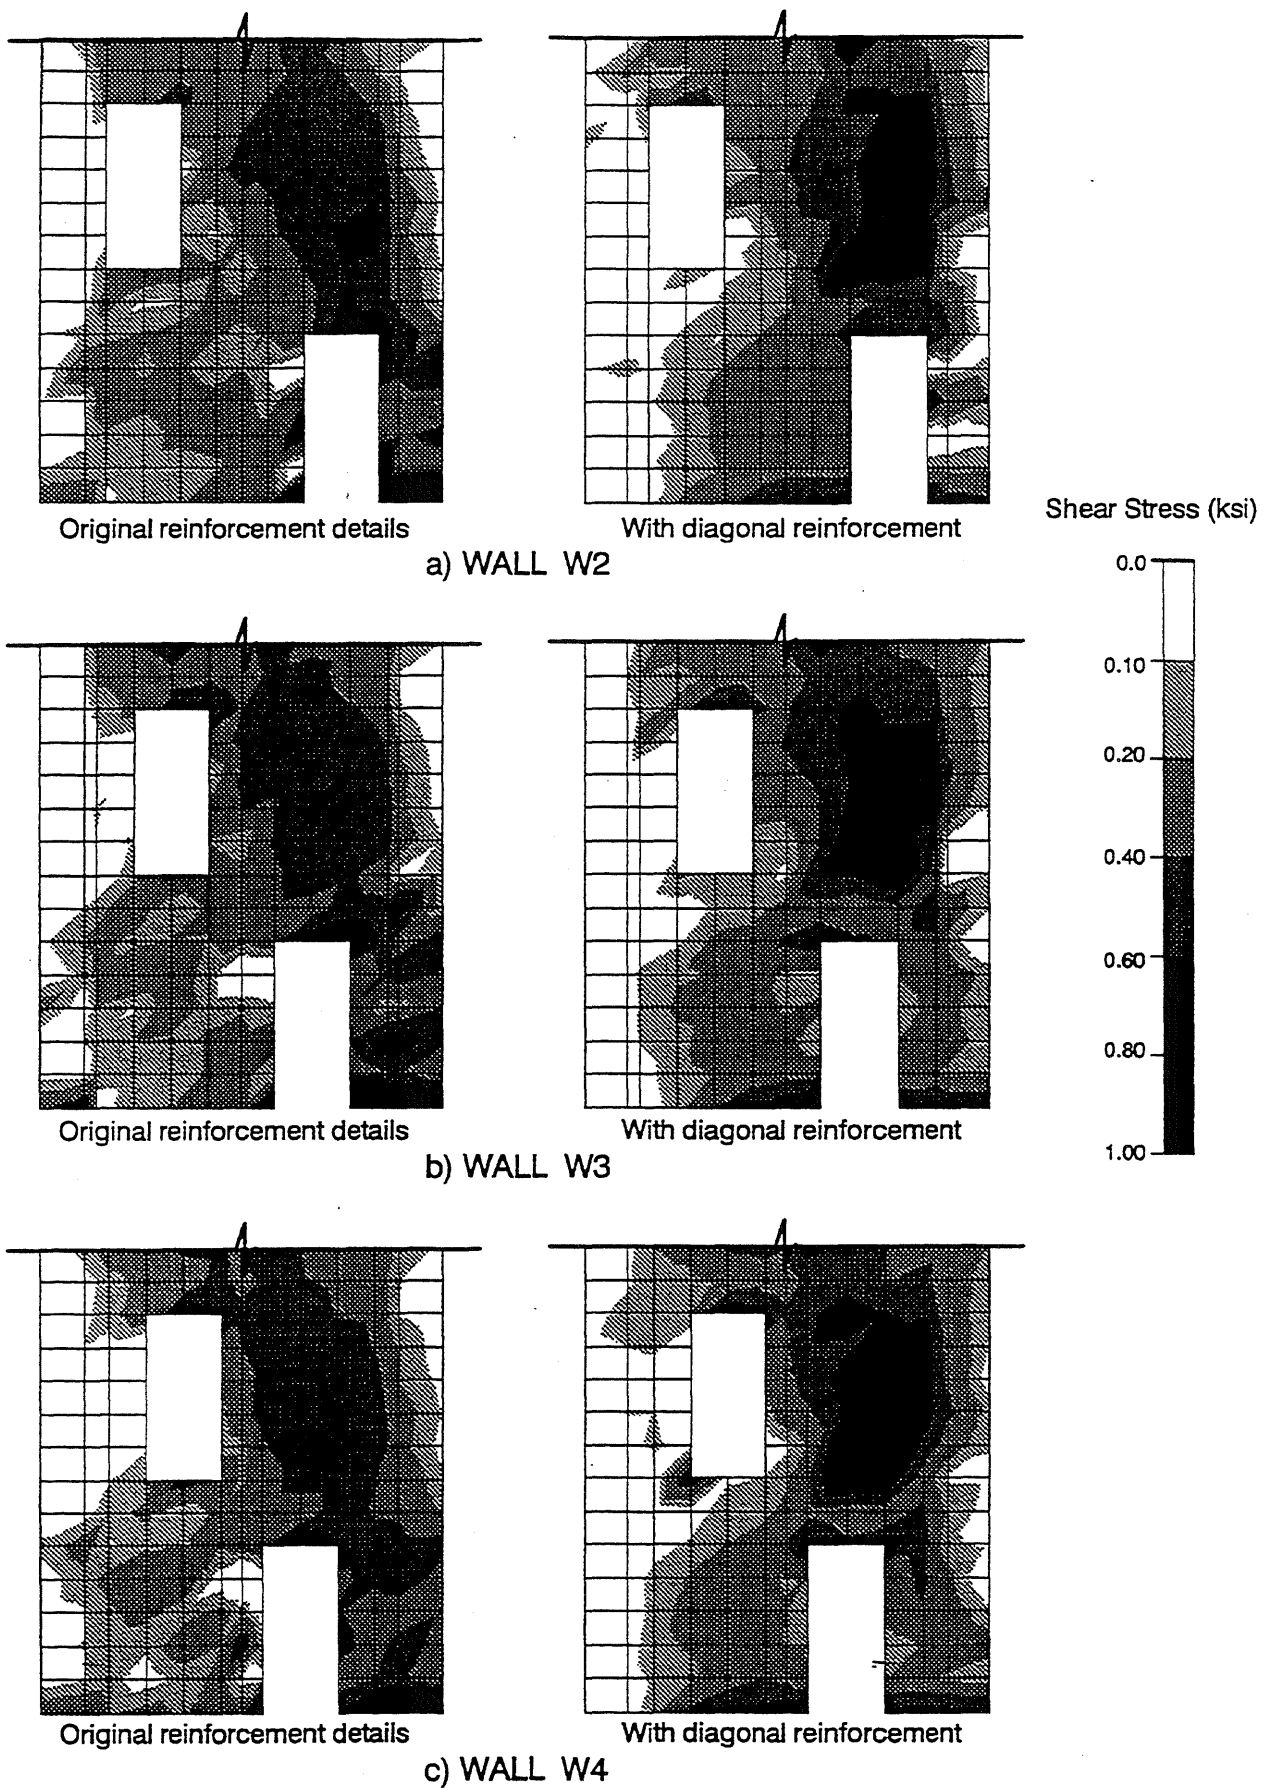 Original reinforcement details
With diagonal reinforcement
a) WALL W2
Shear Stress (ksi)
0.0
0.10
0.20
0.40
0.60
0.80
1.00
Original reinforcement details
With diagonal reinforcement
b) WALL W3
Original reinforcement details
With diagonal reinforcement
c) WALL W4